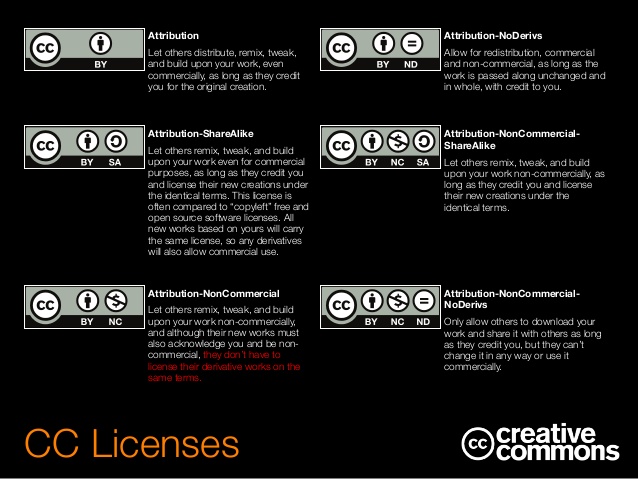 cc
BY
Attribution
Let others distribute, remix, tweak,
and build upon your work, even
commercially, as long as they credit
you for the original creation.
cc
BY ND
Attribution-NoDerivs
Allow for redistribution, commercial
and non-commercial, as long as the
work is passed along unchanged and
in whole, with credit to you.
cc
BY SA
Attribution-ShareAlike
Let others remix, tweak, and build
upon your work even for commercial
purposes, as long as they credit you
and license their new creations under
the identical terms. This license is
often compared to “copyleft” free and
open source software licenses. All
new works based on yours will carry
the same license, so any derivatives
will also allow commercial use.
cc
BY NC SA
Attribution-NonCommercial-
ShareAlike
Let others remix, tweak, and build
upon your work non-commercially, as
long as they credit you and license
their new creations under the
identical terms.
cc
BY NC
Attribution-NonCommercial
Let others remix, tweak, and build
upon your work non-commercially,
and although their new works must
also acknowledge you and be non-
commercial, they don’t have to
license their derivative works on the
same terms.
cc
BY NC ND
Attribution-NonCommercial-
NoDerivs
Only allow others to download your
work and share it with others as long
as they credit you, but they can’t
change it in any way or use it
commercially.
CC Licenses
cc creative
commons